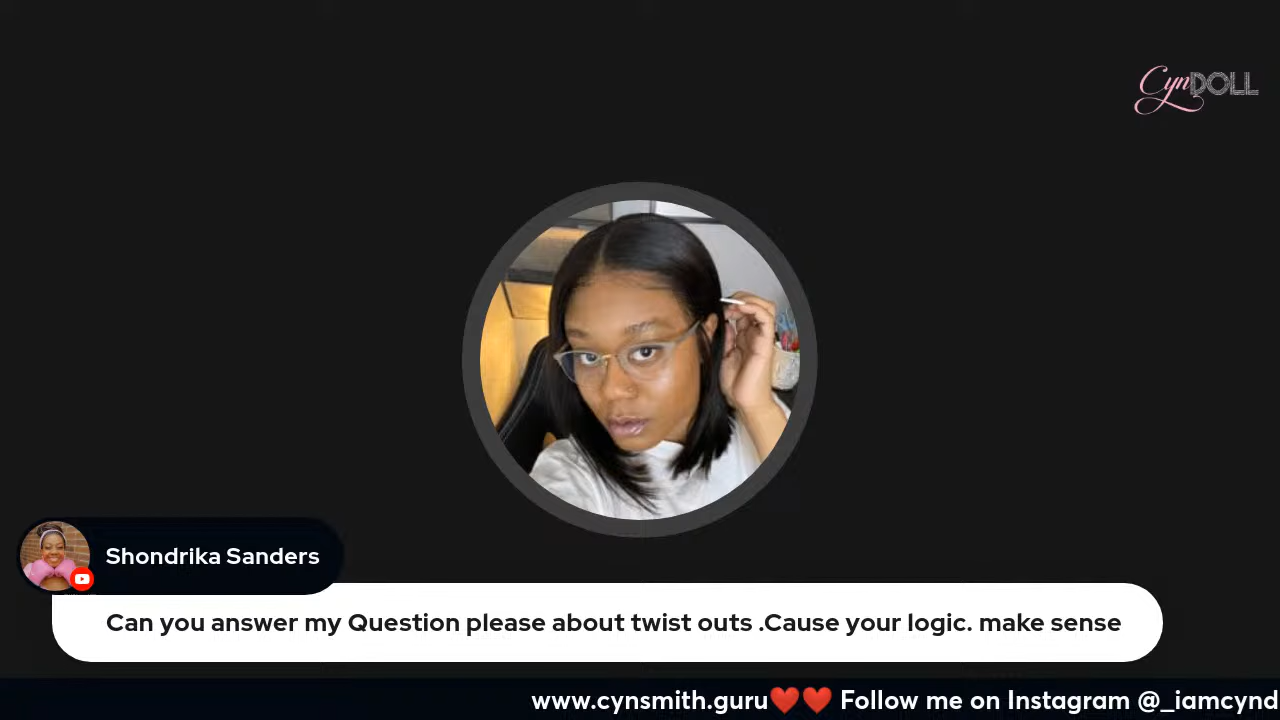 CynDOLL
Shondrika Sanders
Can you answer my Question please about twist outs .Cause your logic. make sense
www.cynsmith.guru❤️❤️ Follow me on Instagram @_iamcynd